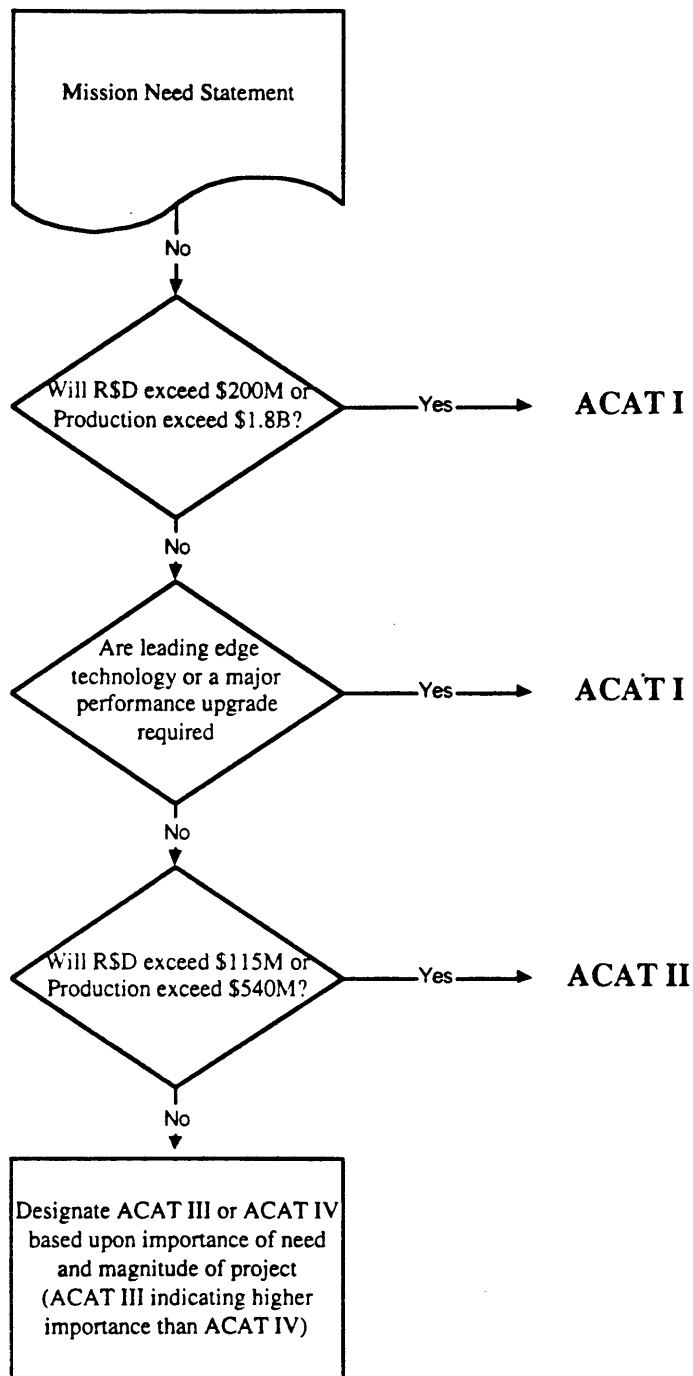 Mission Need Statement
No
Will R$D exceed $200M or
Production exceed $1.8B?
Yes
ACAT I
No
Are leading edge
technology or a major
performance upgrade
required
Yes
ACAT I
No
Will R$D exceed $115M or
Production exceed $540M?
Yes
ACAT II
No
Designate ACAT III or ACAT IV
based upon importance of need
and magnitude of project
(ACAT III indicating higher
importance than ACAT IV)